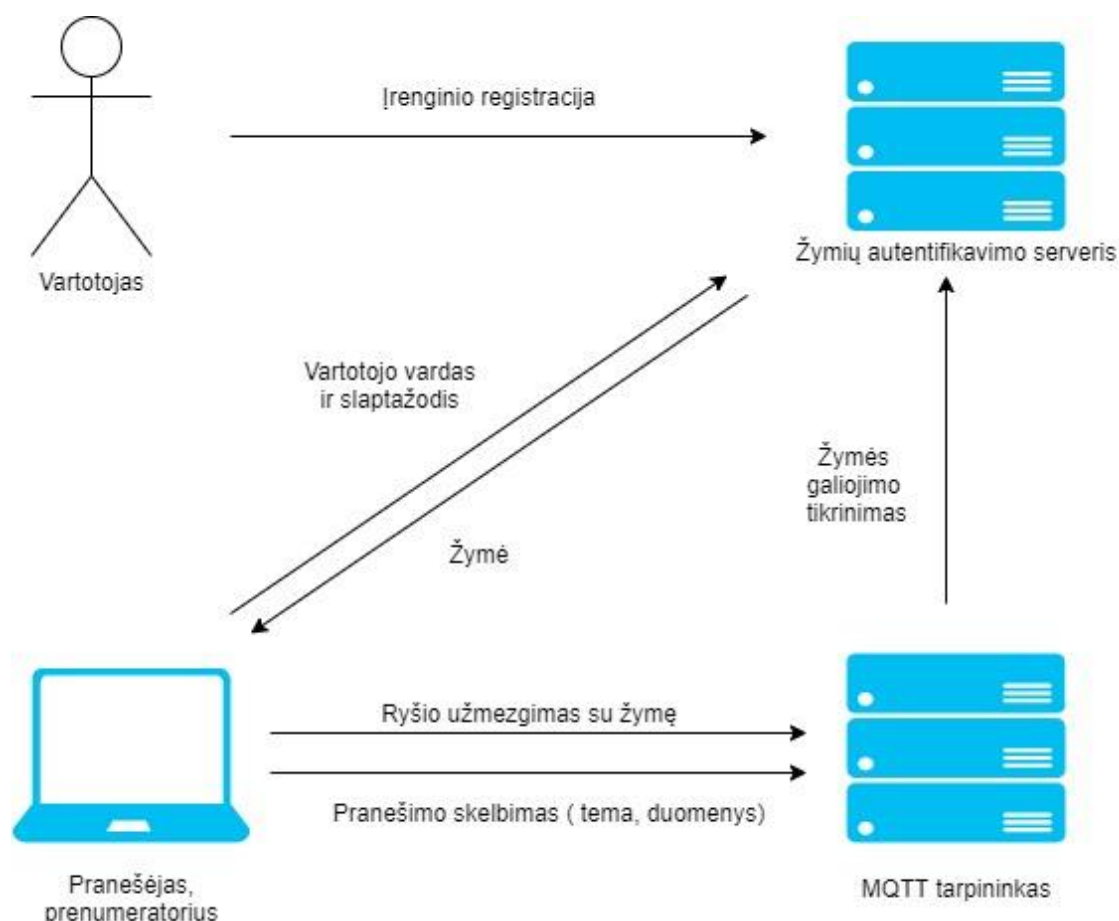 Įrenginio registracija
Vartotojas
Žymių autentifikavimo serveris
Vartotojo vardas
ir slaptažodis
Žymės
galiojimo
tikrinimas
Žymė
Ryšio užmezgimas su žymę
Pranešimo skelbimas ( tema, duomenys)
Pranešėjas,
prenumeratorius
MQTT tarpininkas